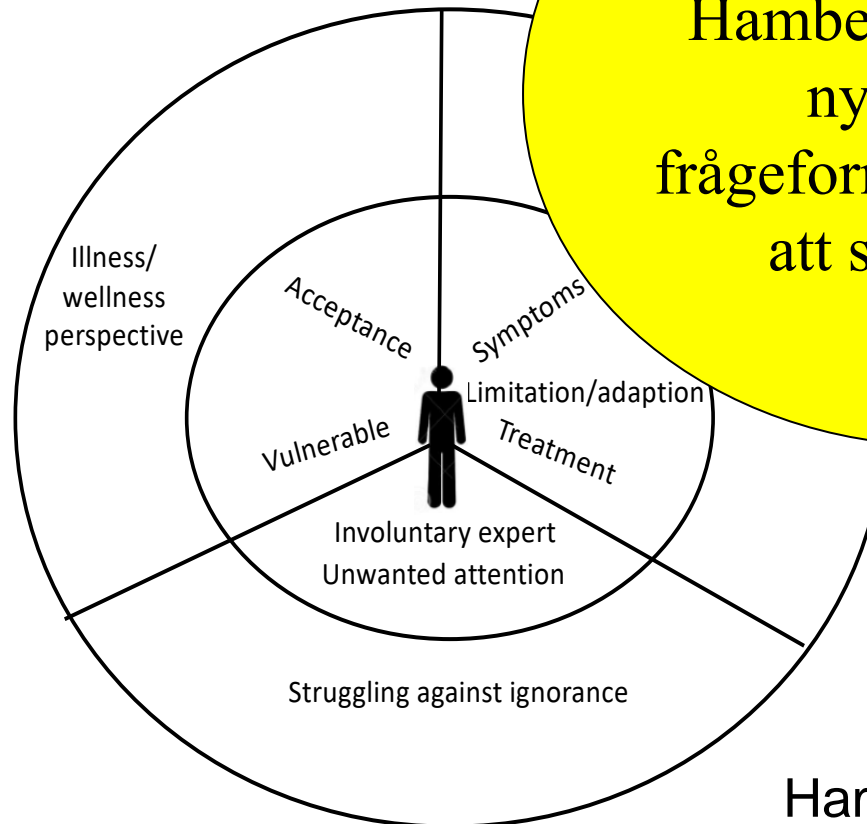 Hambe
ny
frågefor
att s
Illness/
wellness
perspective
Acceptance
Symptoms
Limitation/adaption
Vulnerable
Treatment
Involuntary expert
Unwanted attention
Struggling against ignorance
Har